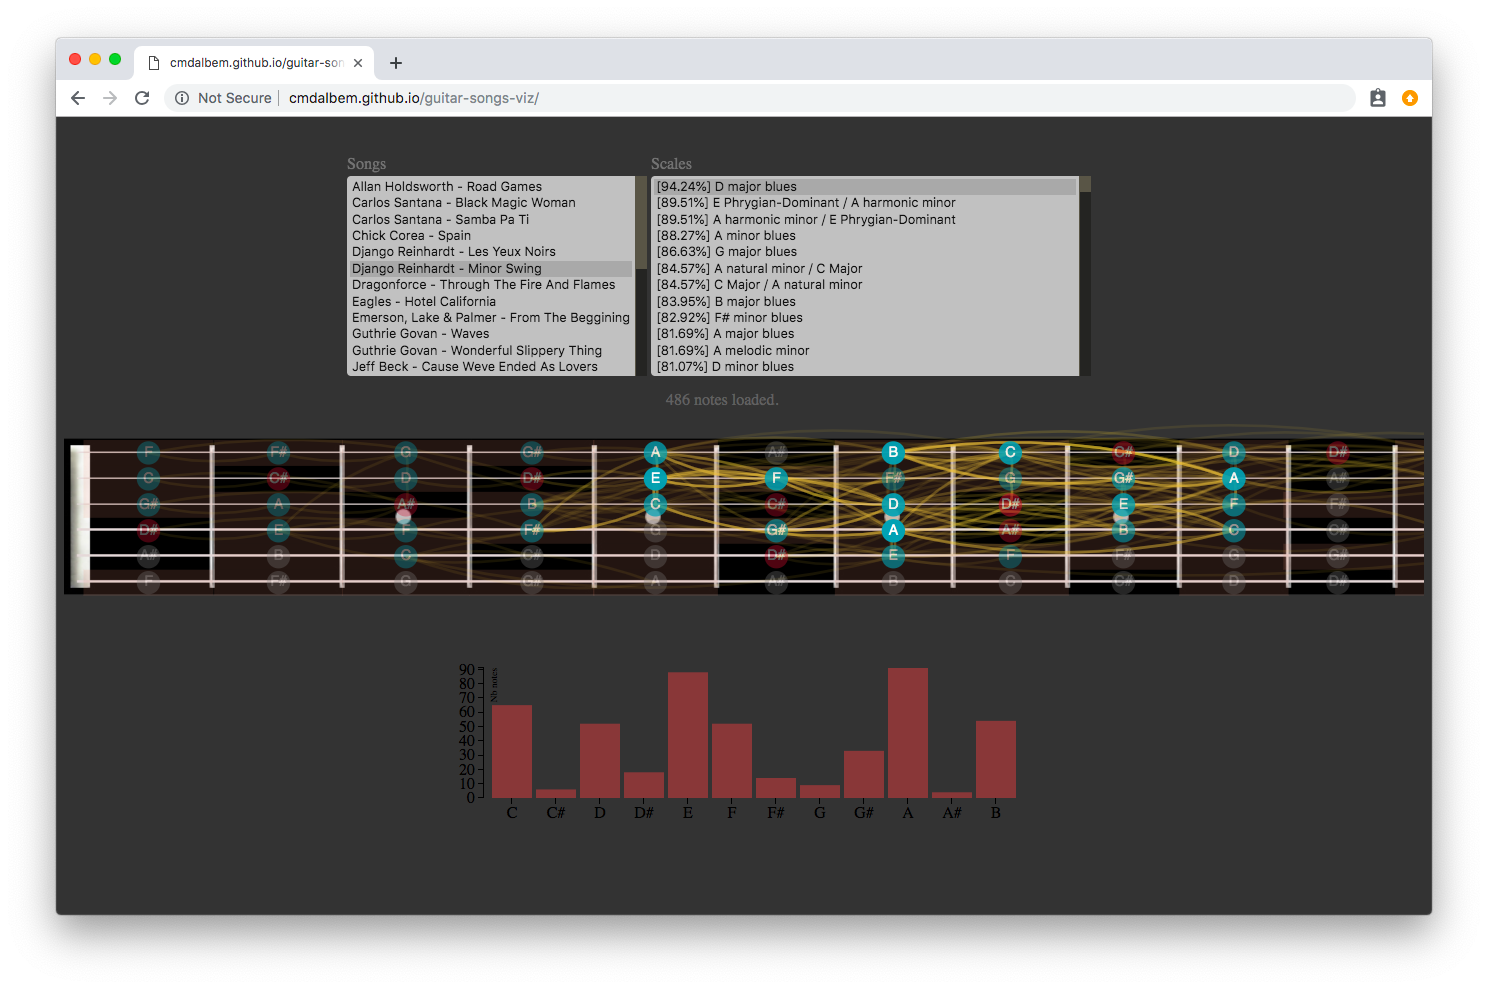 cmdalbem.github.io/guitar-son
Not Secure | cmdalbem.github.io/guitar-songs-viz/
Songs
Allan Holdsworth - Road Games
Carlos Santana - Black Magic Woman
Carlos Santana - Samba Pa Ti
Chick Corea - Spain
Django Reinhardt - Les Yeux Noirs
Django Reinhardt - Minor Swing
Dragonforce - Through The Fire And Flames
Eagles - Hotel California
Emerson, Lake & Palmer - From The Beggining
Guthrie Govan - Waves
Guthrie Govan - Wonderful Slippery Thing
Jeff Beck - Cause Weve Ended As Lovers
Scales
[94.24%] D major blues
[89.51%] E Phrygian-Dominant / A harmonic minor
[89.51%] A harmonic minor / E Phrygian-Dominant
[88.27%] A minor blues
[86.63%] G major blues
[84.57%] A natural minor / C Major
[84.57%] C Major / A natural minor
[83.95%] B major blues
[82.92%] F# minor blues
[81.69%] A major blues
[81.69%] A melodic minor
[81.07%] D minor blues
486 notes loaded.
F F# G G# A A# B C C# D D#
C C# D D# E F F# G G# A A#
G# A A# B C C# D D# E F F#
D# E F F# G G# A A# B C C#
A# B C C# D D# E F F# G G#
F F# G G# A A# B C C# D D#
Nb notes
90
80
70
60
50
40
30
20
10
0
C C# D D# E F F# G G# A A# B